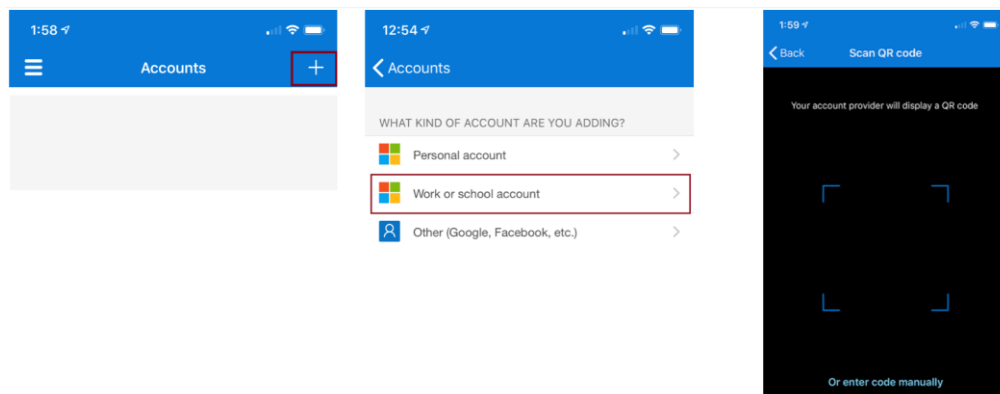 1:58
Accounts
+
12:54
Accounts
WHAT KIND OF ACCOUNT ARE YOU ADDING?
Personal account
Work or school account
Other (Google, Facebook, etc.)
1:59
Back
Scan QR code
Your account provider will display a QR code
Or enter code manually